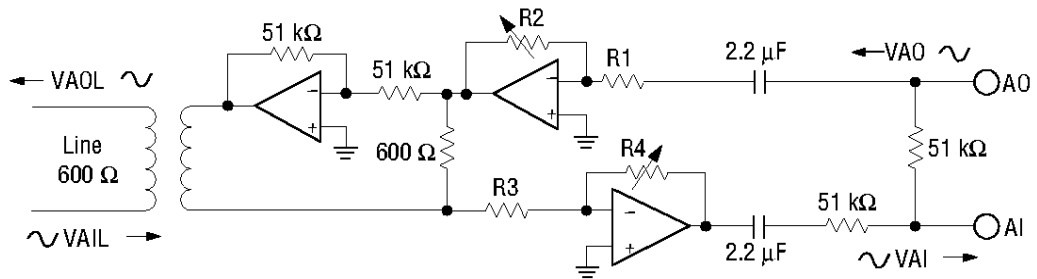 51 kΩ
R2
VAOL
51 kΩ
R1
2.2 µF
VAO
AO
−
+
−
+
Line
600 Ω
600 Ω
51 kΩ
R4
R3
−
+
51 kΩ
2.2 µF
VAIL
VAI
AI